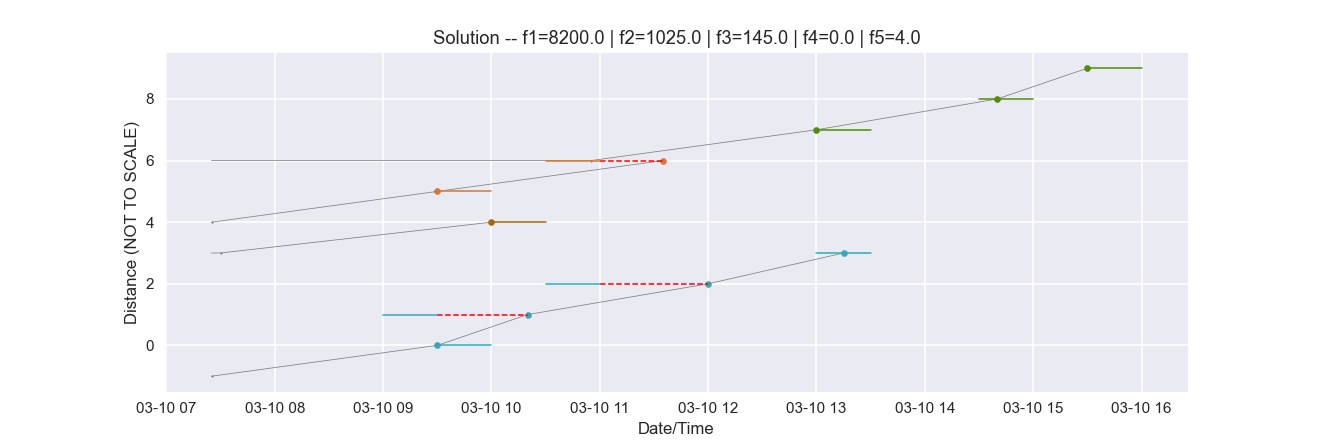 Solution -- f1=8200.0 | f2=1025.0 | f3=145.0 | f4=0.0 | f5=4.0
Distance (NOT TO SCALE)
8
6
4
2
0
03-10 07 03-10 08 03-10 09 03-10 10 03-10 11 03-10 12 03-10 13 03-10 14 03-10 15 03-10 16
Date/Time